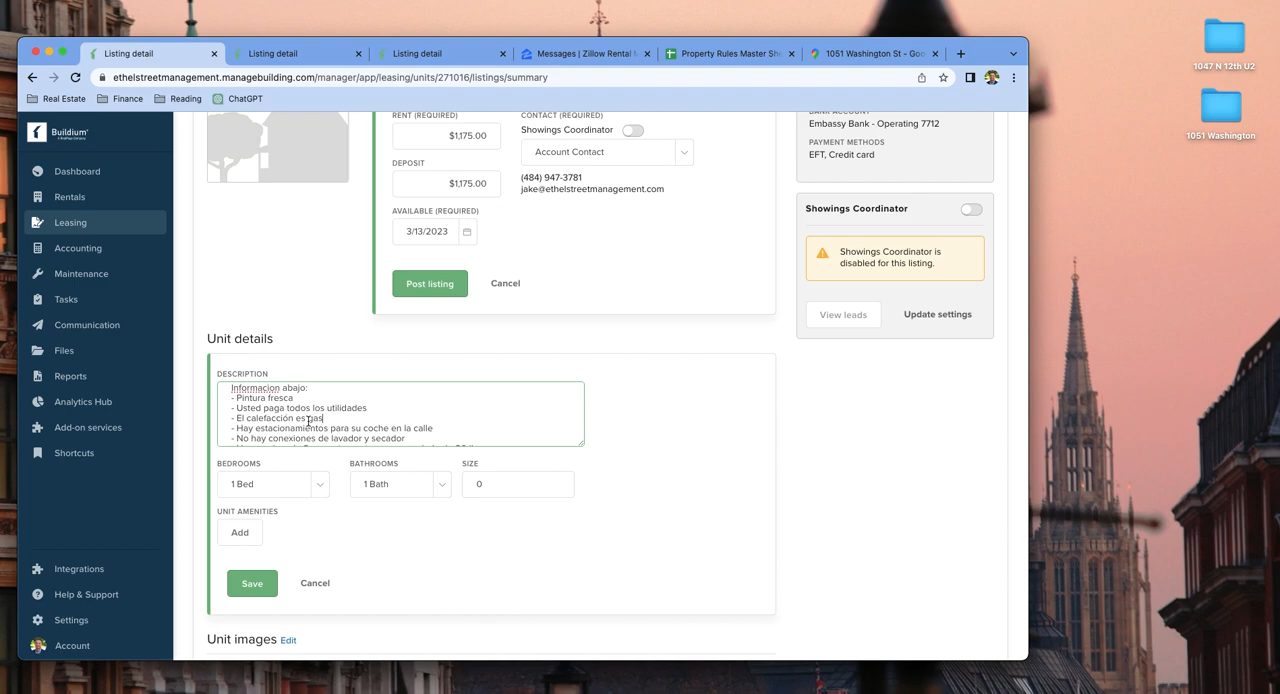 Listing detail
Listing detail
Listing detail
Messages | Zillow Rental
Property Rules Master She
1051 Washington St - Goo
ethelstreetmanagement.managebuilding.com/manager/app/leasing/units/271016/listings/summary
Real Estate
Finance
Reading
ChatGPT
1047 N 12th U2
1051 Washington
Buildium
Dashboard
Rentals
Leasing
Accounting
Maintenance
Tasks
Communication
Files
Reports
Analytics Hub
Add-on services
Shortcuts
Integrations
Help & Support
Settings
Account
RENT (REQUIRED)
$1,175.00
DEPOSIT
$1,175.00
AVAILABLE (REQUIRED)
3/13/2023
CONTACT (REQUIRED)
Showings Coordinator
Account Contact
(484) 947-3781
jake@ethelstreetmanagement.com
Post listing
Cancel
BANK ACCOUNT
Embassy Bank - Operating 7712
PAYMENT METHODS
EFT, Credit card
Showings Coordinator
Showings Coordinator is
disabled for this listing.
View leads
Update settings
Unit details
DESCRIPTION
Informacion abajo:
- Pintura fresca
- Usted paga todos los utilidades
- El calefacción es gas
- Hay estacionamientos para su coche en la calle
- No hay conexiones de lavador y secador
BEDROOMS
1 Bed
BATHROOMS
1 Bath
SIZE
0
UNIT AMENITIES
Add
Save
Cancel
Unit images Edit